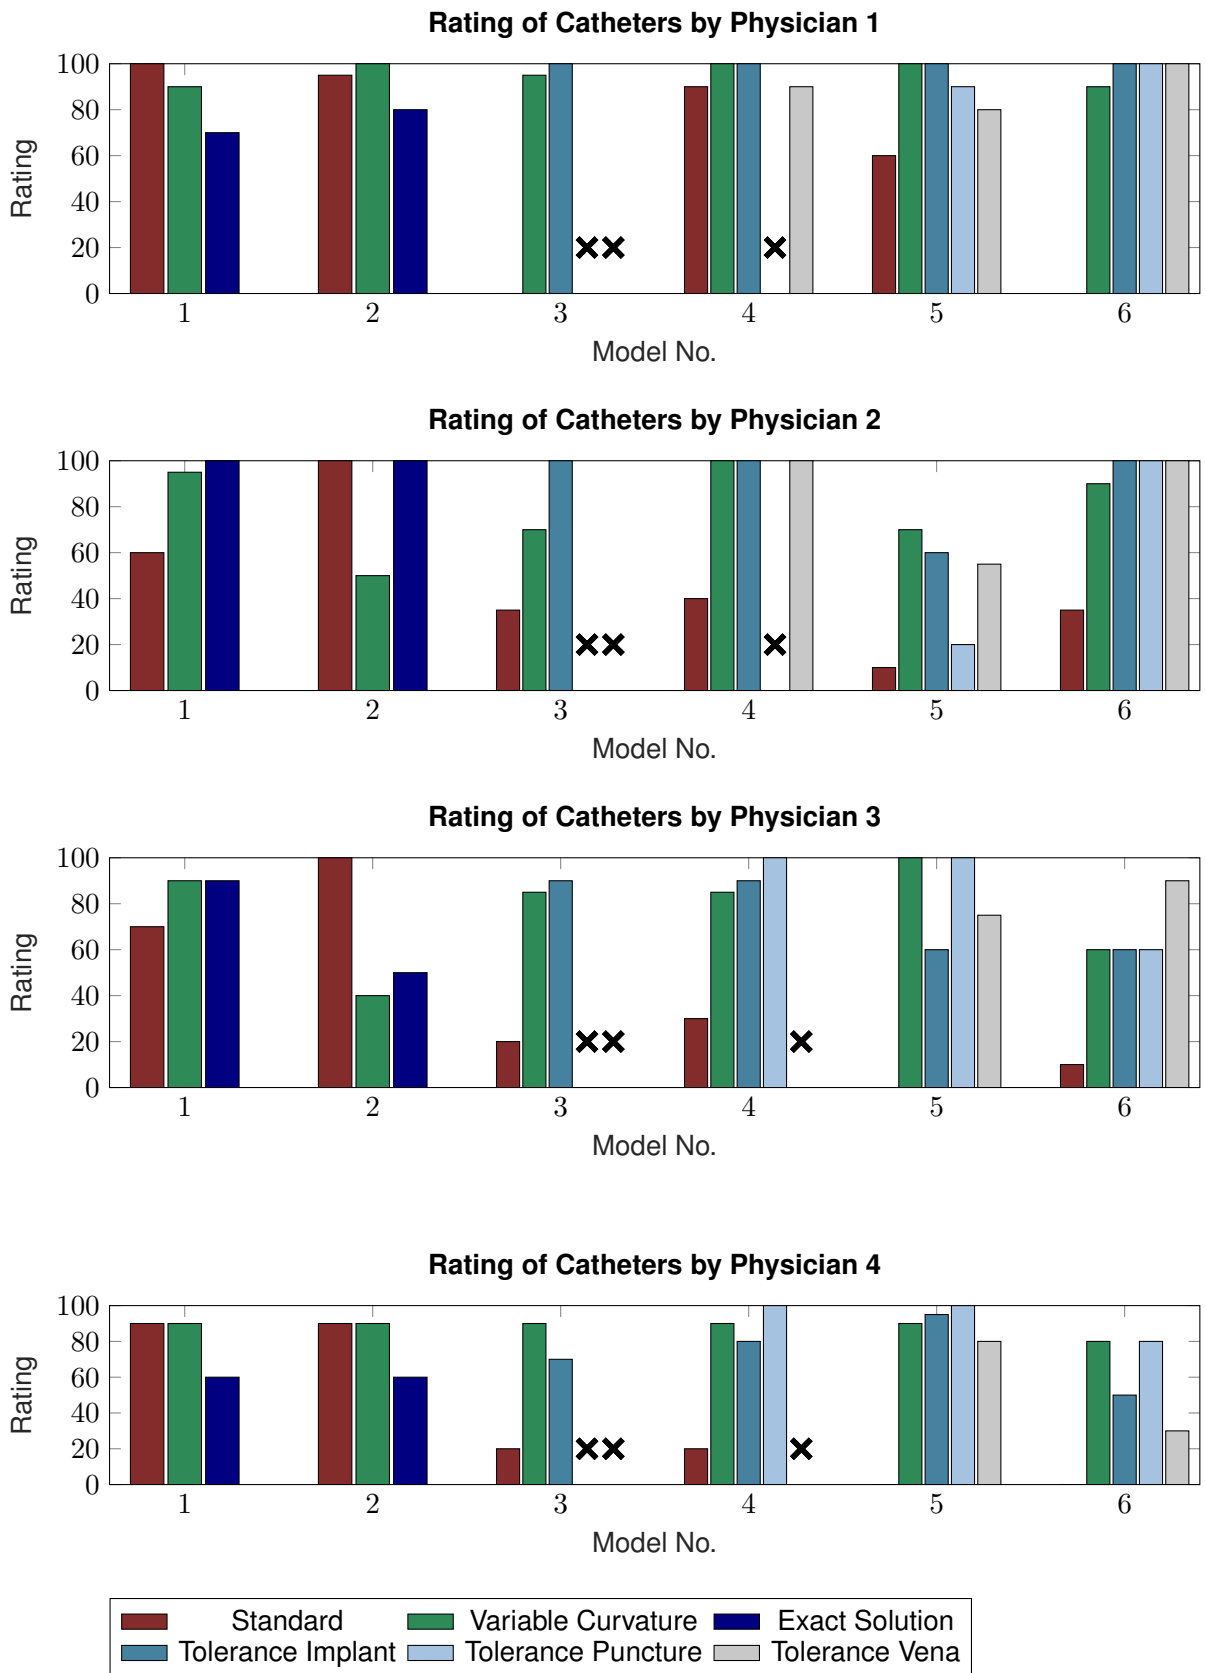 Rating of Catheters by Physician 1
100
80
60
40
20
0
Rating
1 2 3 4 5 6
Model No.
Rating of Catheters by Physician 2
100
80
60
40
20
0
Rating
1 2 3 4 5 6
Model No.
Rating of Catheters by Physician 3
100
80
60
40
20
0
Rating
1 2 3 4 5 6
Model No.
Rating of Catheters by Physician 4
100
80
60
40
20
0
Rating
1 2 3 4 5 6
Model No.
Standard Variable Curvature Exact Solution
Tolerance Implant Tolerance Puncture Tolerance Vena